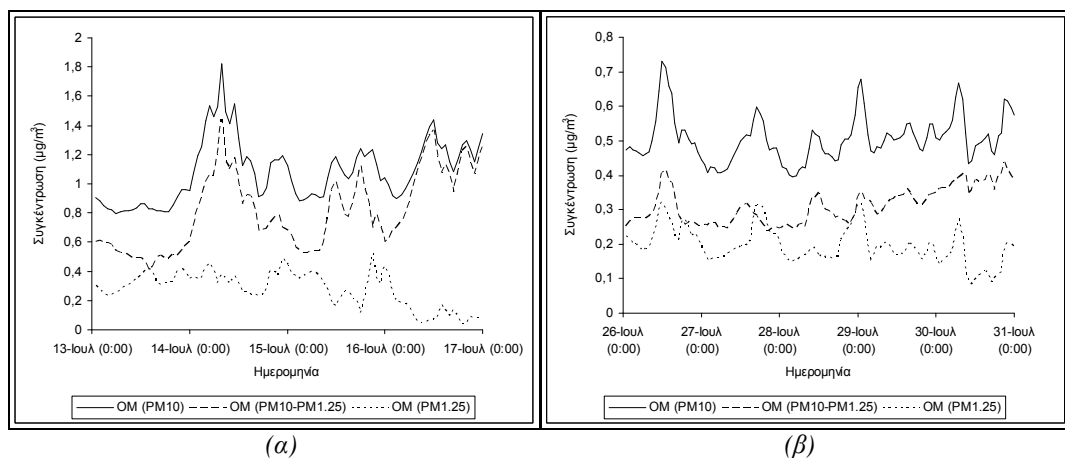 2
1,8
1,6
1,4
1,2
1
0,8
0,6
0,4
0,2
0
Συγκέντρωση (μg/m³)
13-Ιουλ (0:00) 14-Ιουλ (0:00) 15-Ιουλ (0:00) 16-Ιουλ (0:00) 17-Ιουλ (0:00)
Ημερομηνία
OM (PM10) OM (PM10-PM1.25) OM (PM1.25)
(α)
0,8
0,7
0,6
0,5
0,4
0,3
0,2
0,1
0
Συγκέντρωση (μg/m³)
26-Ιουλ 27-Ιουλ 28-Ιουλ 29-Ιουλ 30-Ιουλ 31-Ιουλ
(0:00) (0:00) (0:00) (0:00) (0:00) (0:00)
Ημερομηνία
OM (PM10) OM (PM10-PM1.25) OM (PM1.25)
(β)